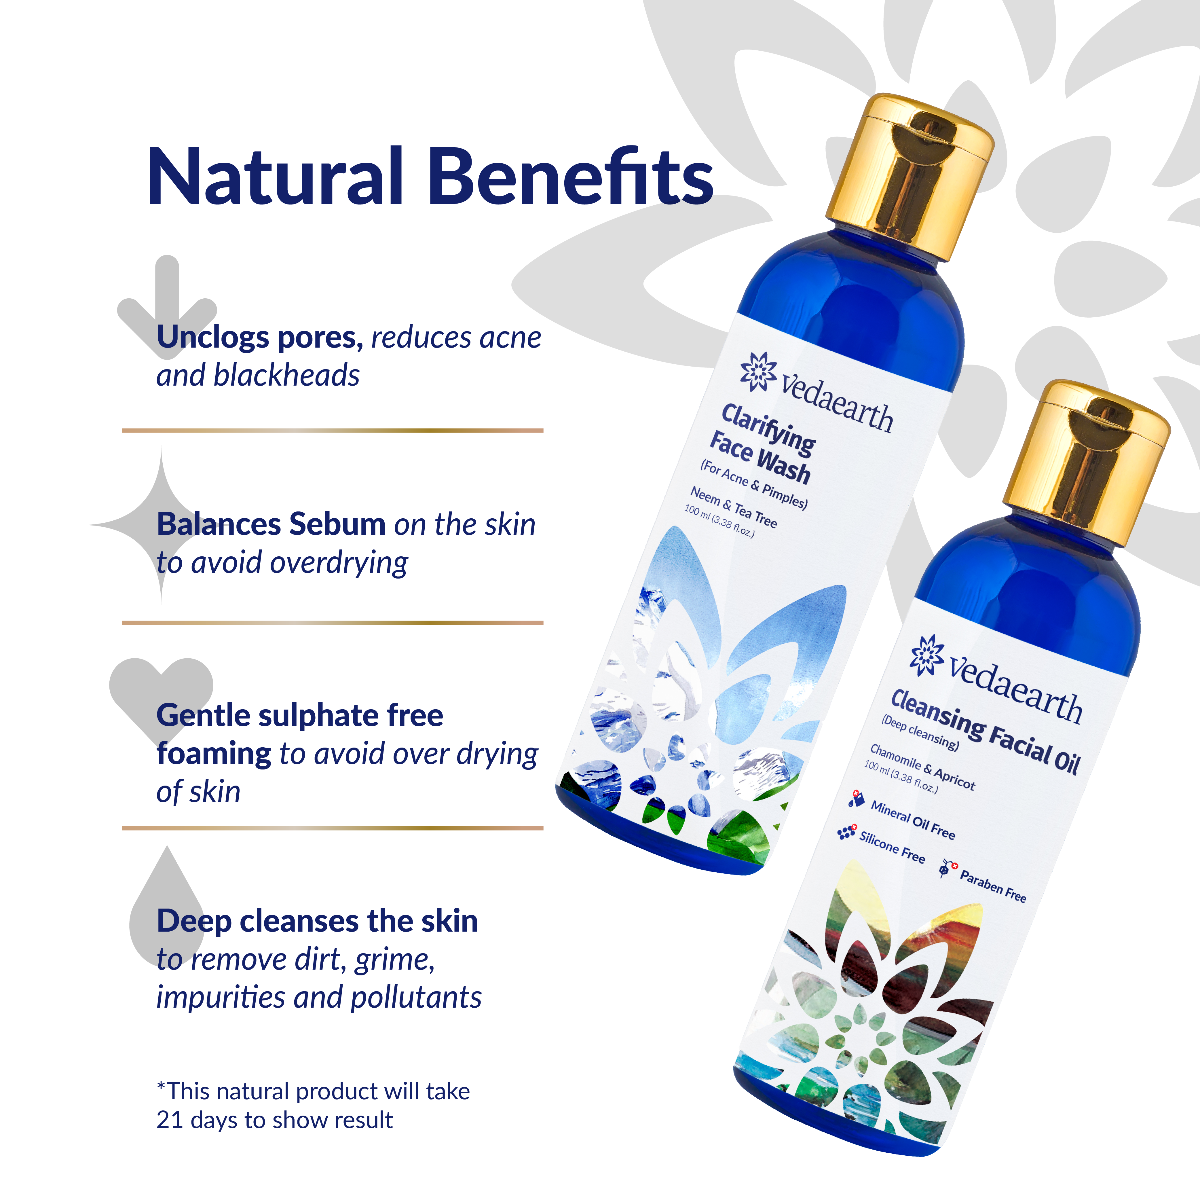 Natural Benefits
Unclogs pores, reduces acne
and blackheads
Balances Sebum on the skin
to avoid overdrying
Gentle sulphate free
foaming to avoid over drying
of skin
Deep cleanses the skin
to remove dirt, grime,
impurities and pollutants
*This natural product will take
21 days to show result
vedaearth
Clarifying
Face Wash
(For Acne & Pimples)
Neem & Tea Tree
100 ml (3.38 fl.oz.)
vedaearth
Cleansing Facial Oil
(Deep cleansing)
Chamomile & Apricot
100 ml (3.38 fl.oz.)
Mineral Oil Free
Silicone Free
Paraben Free